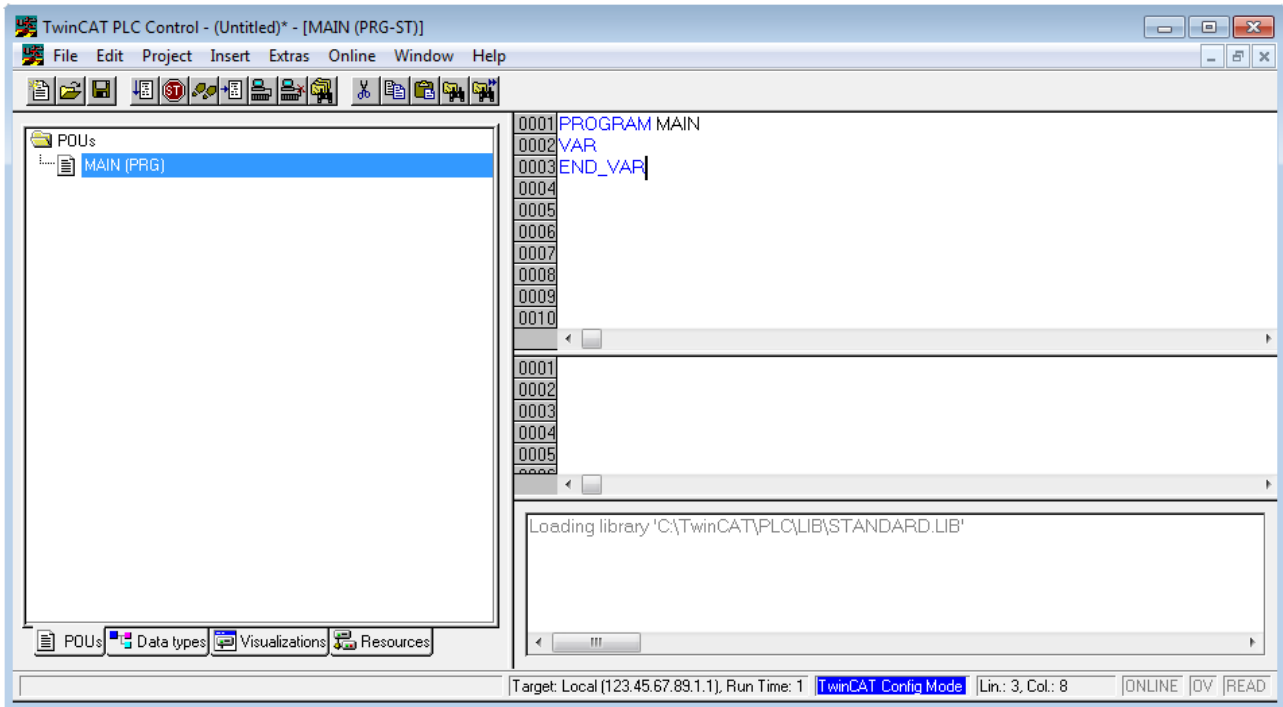 TwinCAT PLC Control - (Untitled)* - [MAIN (PRG-ST)]
File Edit Project Insert Extras Online Window Help
POUs
MAIN (PRG)
0001 PROGRAM MAIN
0002 VAR
0003 END_VAR
0004
0005
0006
0007
0008
0009
0010
0001
0002
0003
0004
0005
Loading library 'C:\TwinCAT\PLC\LIB\STANDARD.LIB'
POUs Data types Visualizations Resources
Target: Local (123.45.67.89.1.1), Run Time: 1 TwinCAT Config Mode Lin.: 3, Col.: 8 ONLINE OV READ